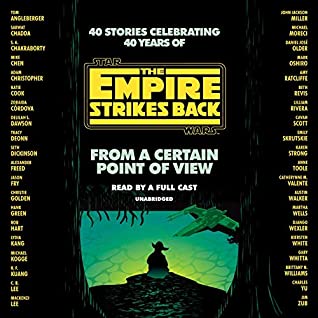 40 STORIES CELEBRATING
40 YEARS OF
STAR
THE
EMPIRE
STRIKES BACK
WARS
FROM A CERTAIN
POINT OF VIEW
READ BY A FULL CAST
UNABRIDGED
TOM
ANGLEBERGER
SARWAT
CHADDA
S. A.
CHAKRABORTY
MIKE
CHEN
ADAM
CHRISTOPHER
KATIE
COOK
ZORAIDA
CÓRDOVA
DELILAH S.
DAWSON
TRACY
DEONN
SETH
DICKINSON
ALEXANDER
FREED
JASON
FRY
CHRISTIE
GOLDEN
HANK
GREEN
ROB
HART
LYDIA
KANG
MICHAEL
KOGGE
R. F.
KUANG
C. B.
LEE
MACKENZI
LEE
JOHN JACKSON
MILLER
MICHAEL
MORECI
DANIEL JOSÉ
OLDER
MARK
OSHIRO
AMY
RATCLIFFE
BETH
REVIS
LILLIAM
RIVERA
CAVAN
SCOTT
EMILY
SKRUTSKIE
KAREN
STRONG
ANNE
TOOLE
CATHERYNNE M.
VALENTE
AUSTIN
WALKER
MARTHA
WELLS
DJANGO
WEXLER
KIERSTEN
WHITE
GARY
WHITTA
BRITTANY N.
WILLIAMS
CHARLES
YU
JIM
ZUB